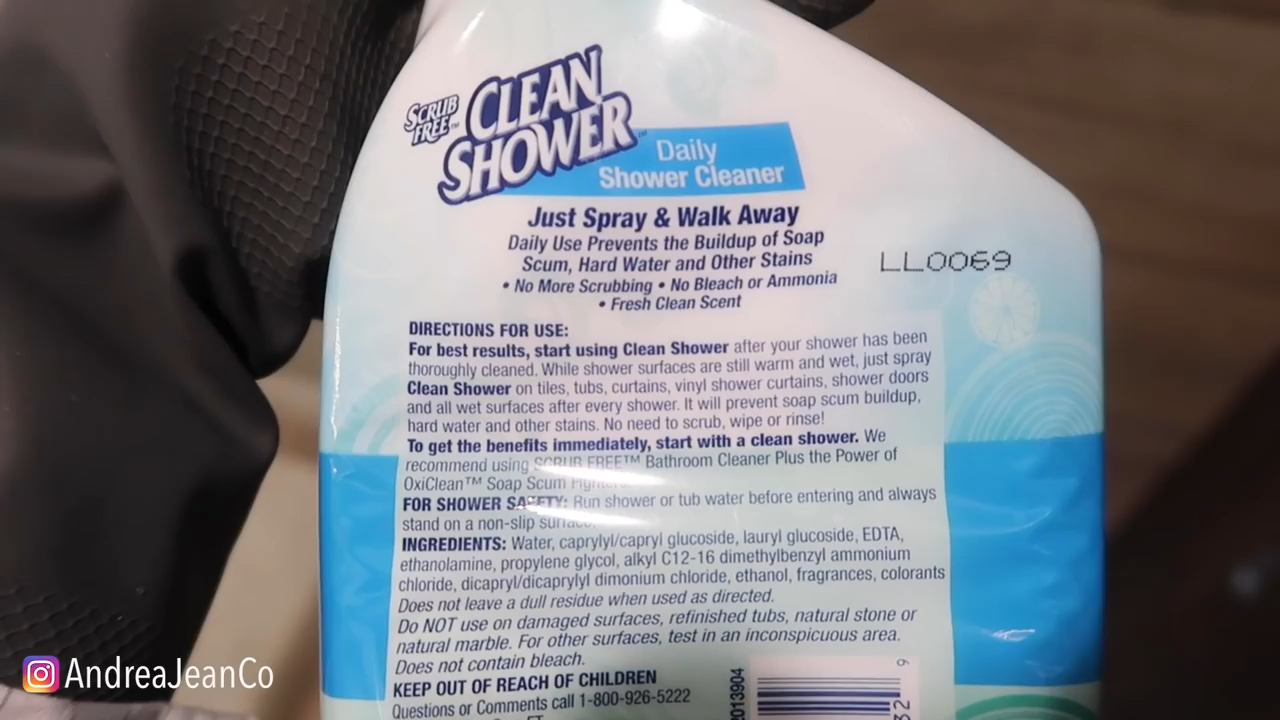 SCRUB FREE™
CLEAN SHOWER™
Daily
Shower Cleaner
Just Spray & Walk Away
Daily Use Prevents the Buildup of Soap
Scum, Hard Water and Other Stains
• No More Scrubbing • No Bleach or Ammonia
• Fresh Clean Scent
LL0069
DIRECTIONS FOR USE:
For best results, start using Clean Shower after your shower has been
thoroughly cleaned. While shower surfaces are still warm and wet, just spray
Clean Shower on tiles, tubs, curtains, vinyl shower curtains, shower doors
and all wet surfaces after every shower. It will prevent soap scum buildup,
hard water and other stains. No need to scrub, wipe or rinse!
To get the benefits immediately, start with a clean shower. We
recommend using SCRUB FREE™ Bathroom Cleaner Plus the Power of
OxiClean™ Soap Scum
FOR SHOWER SAFETY: Run shower or tub water before entering and always
stand on a non-slip surface.
INGREDIENTS: Water, caprylyl/capryl glucoside, lauryl glucoside, EDTA,
ethanolamine, propylene glycol, alkyl C12-16 dimethylbenzyl ammonium
chloride, dicapryl/dicaprylyl dimonium chloride, ethanol, fragrances, colorants
Does not leave a dull residue when used as directed.
Do NOT use on damaged surfaces, refinished tubs, natural stone or
natural marble. For other surfaces, test in an inconspicuous area.
Does not contain bleach.
KEEP OUT OF REACH OF CHILDREN
Questions or Comments call 1-800-926-5222
2013904
32 9
AndreaJeanCo